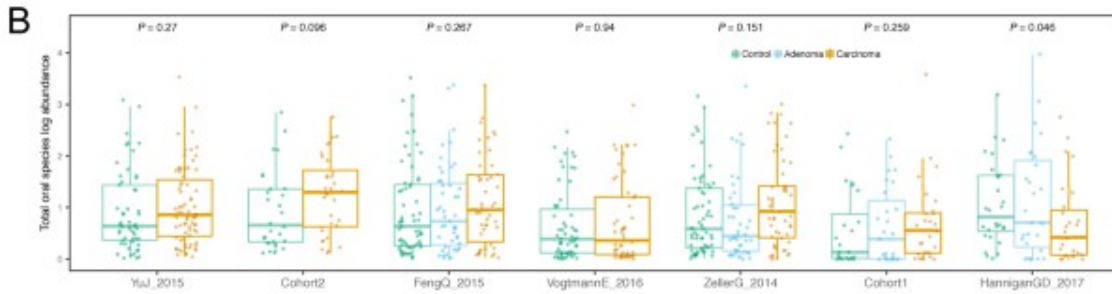 B
P = 0.27 P = 0.096 P = 0.267 P = 0.94 P = 0.151 P = 0.259 P = 0.046
Control Adenoma Carcinoma
Total oral species log abundance
4
3
2
1
0
YuJ_2015 Cohort2 FengQ_2015 VogtmannE_2016 ZellerG_2014 Cohort1 HanniganGD_2017